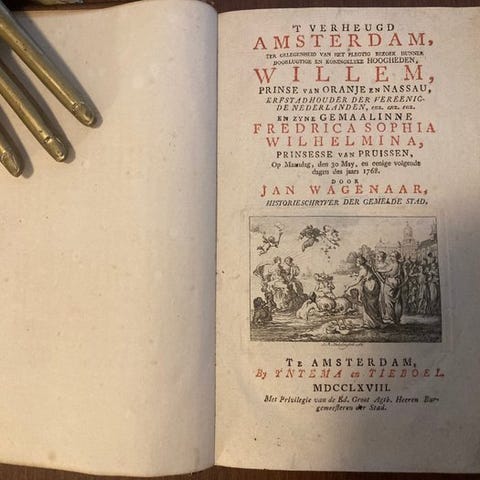 'T VERHEUGD
AMSTERDAM,
TER GELEGENHEID VAN HET PLEGTIG BEZOEK HUNNER
DOORLUGTIGE EN KONINGKLYKE HOOGHEDEN,
WILLEM,
PRINSE VAN ORANJE EN NASSAU,
ERFSTADHOUDER DER VEREENIG-
DE NEDERLANDEN, enz. enz. enz.
EN ZYNE GEMAALINNE
FREDRICA SOPHIA
WILHELMINA,
PRINSESSE VAN PRUISSEN,
Op Maandag, den 30 May, en eenige volgende
dagen des jaars 1768.
DOOR
JAN WAGENAAR,
HISTORIESCHRYVER DER GEMELDE STAD.
TE AMSTERDAM,
By YNTEMA en TIEBOEL.
MDCCLXVIII.
Met Privilegie van de Ed. Groot Agtb. Heeren Bur-
gemeesteren der Stad.